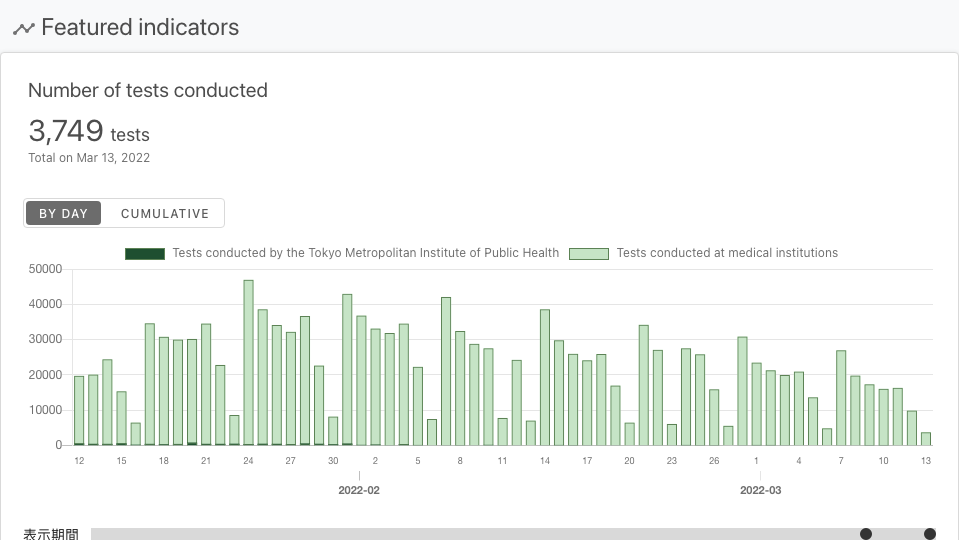 Featured indicators
Number of tests conducted
3,749 tests
Total on Mar 13, 2022
BY DAY CUMULATIVE
Tests conducted by the Tokyo Metropolitan Institute of Public Health Tests conducted at medical institutions
50000
40000
30000
20000
10000
0
12 15 18 21 24 27 30 2 5 8 11 14 17 20 23 26 1 4 7 10 13
2022-02 2022-03
表示期間